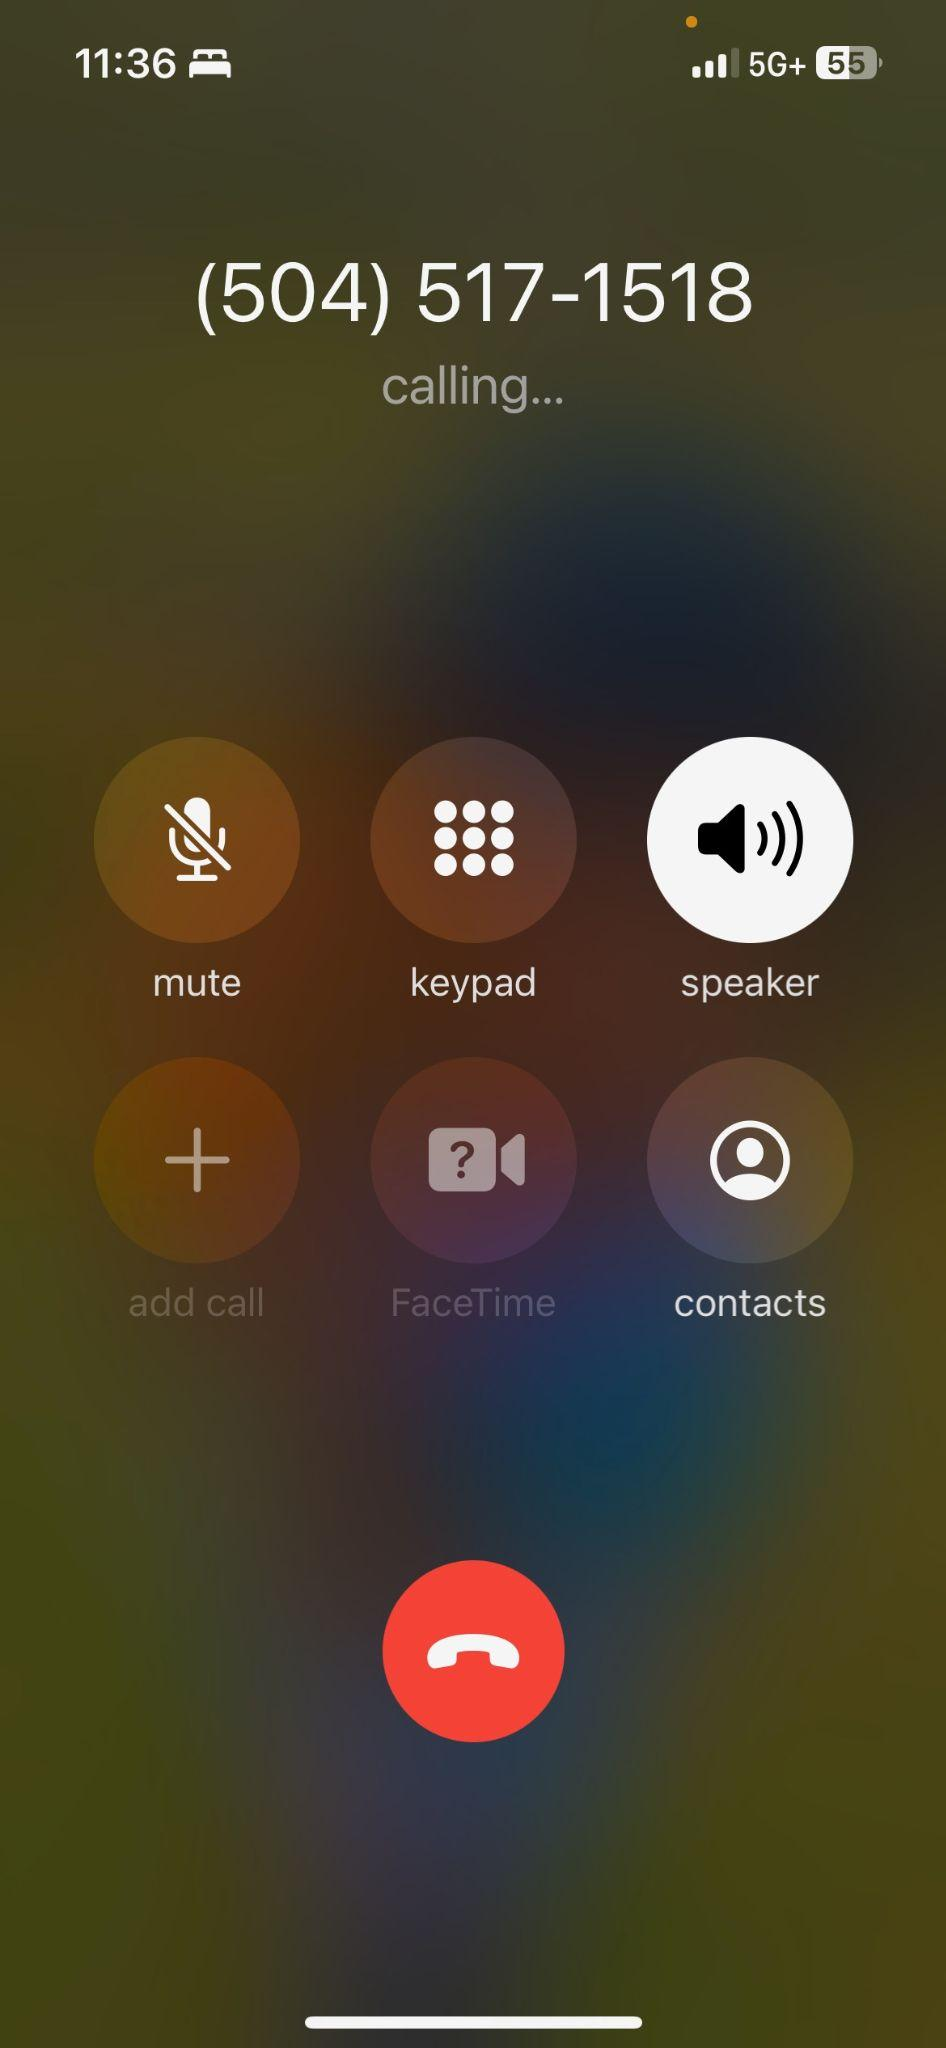 11:36 5G+ 55
(504) 517-1518
calling...
mute keypad speaker
?
add call FaceTime contacts